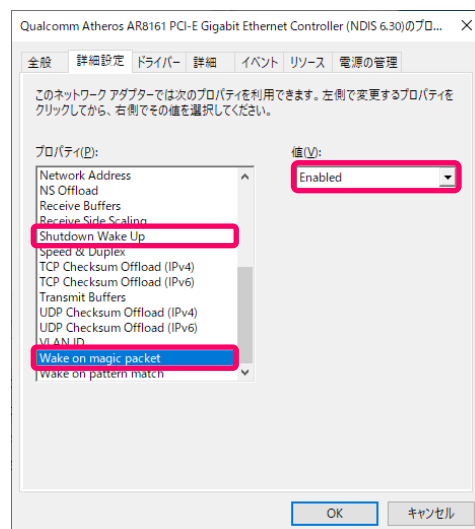 Qualcomm Atheros AR8161 PCI-E Gigabit Ethernet Controller (NDIS 6.30)のプロ...
全般 詳細設定 ドライバー 詳細 イベント リソース 電源の管理
このネットワーク アダプターでは次のプロパティを利用できます。左側で変更するプロパティを
クリックしてから、右側でその値を選択してください。
プロパティ(P):
値(V):
Network Address
Enabled
NS Offload
Receive Buffers
Receive Side Scaling
Shutdown Wake Up
Speed & Duplex
TCP Checksum Offload (IPv4)
TCP Checksum Offload (IPv6)
Transmit Buffers
UDP Checksum Offload (IPv4)
UDP Checksum Offload (IPv6)
VLAN ID
Wake on magic packet
Wake on pattern match
OK キャンセル